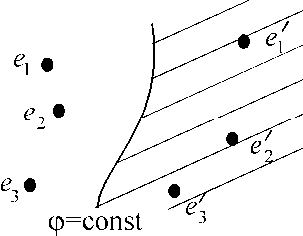 e₁
e₁′
e₂
e₂′
e₃
e₃′
φ=const